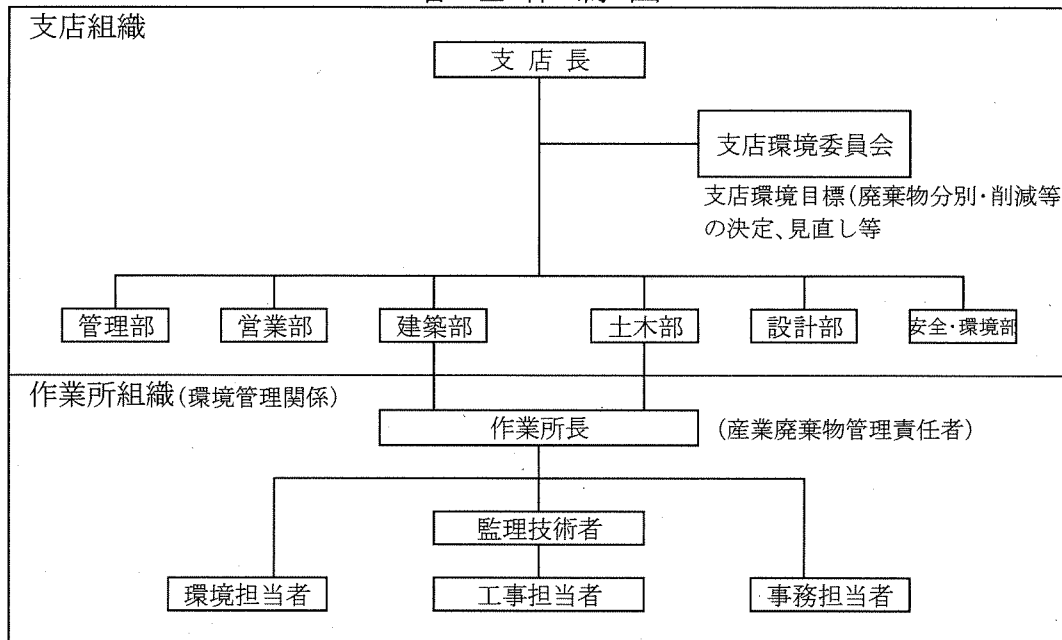 支店組織
支店長
支店環境委員会
支店環境目標(廃棄物分別・削減等
の決定、見直し等
管理部
営業部
建築部
土木部
設計部
安全・環境部
作業所組織(環境管理関係)
作業所長
(産業廃棄物管理責任者)
監理技術者
環境担当者
工事担当者
事務担当者